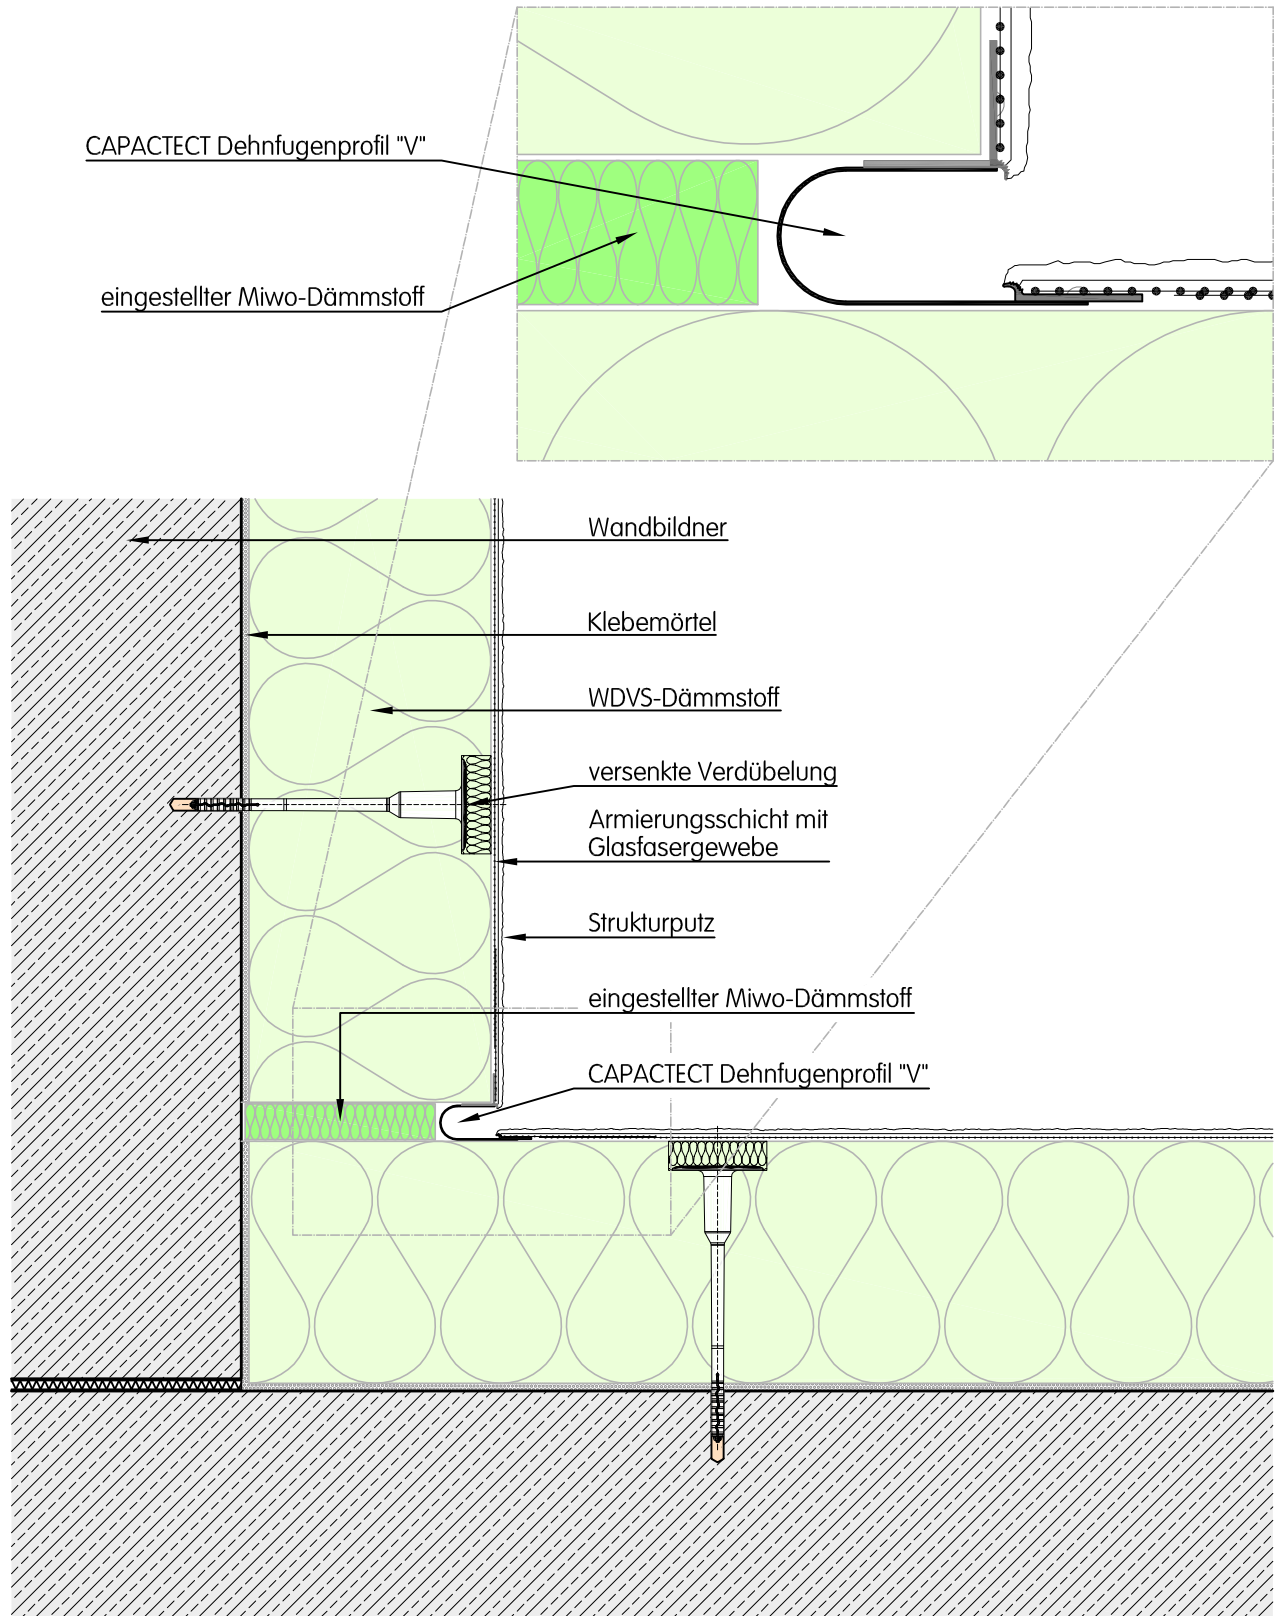 CAPACTECT Dehnfugenprofil "V"
eingestellter Miwo-Dämmstoff
Wandbildner
Klebemörtel
WDVS-Dämmstoff
versenkte Verdübelung
Armierungsschicht mit
Glasfasergewebe
Strukturputz
eingestellter Miwo-Dämmstoff
CAPACTECT Dehnfugenprofil "V"